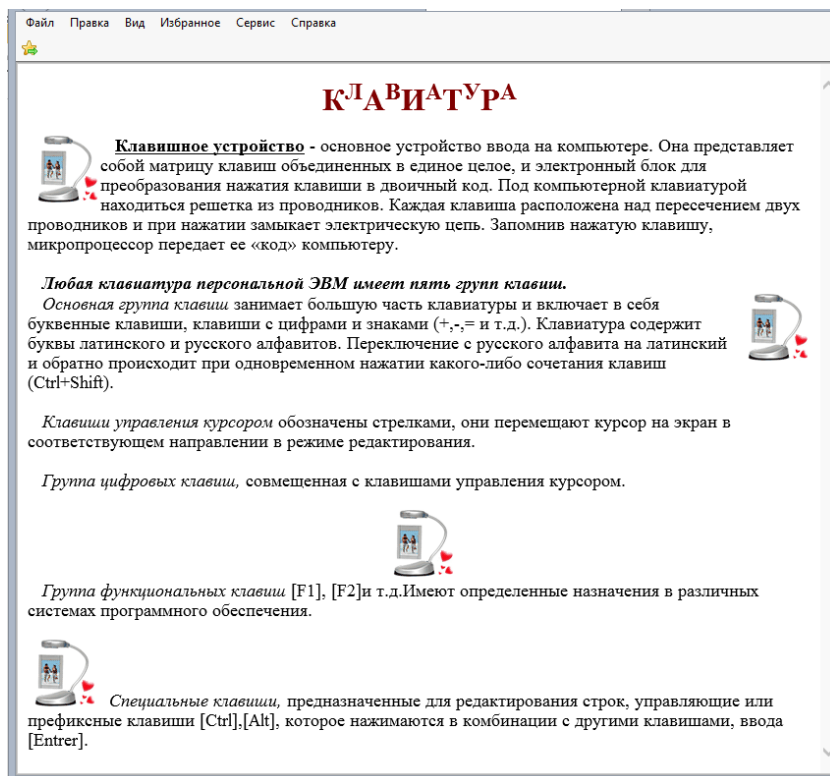 Файл Правка Вид Избранное Сервис Справка
КЛАВИАТУРА
Клавишное устройство - основное устройство ввода на компьютере. Она представляет
собой матрицу клавиш объединенных в единое целое, и электронный блок для
преобразования нажатия клавиши в двоичный код. Под компьютерной клавиатурой
находиться решетка из проводников. Каждая клавиша расположена над пересечением двух
проводников и при нажатии замыкает электрическую цепь. Запомнив нажатую клавишу,
микропроцессор передает ее «код» компьютеру.
Любая клавиатура персональной ЭВМ имеет пять групп клавиш.
Основная группа клавиш занимает большую часть клавиатуры и включает в себя
буквенные клавиши, клавиши с цифрами и знаками (+,-,= и т.д.). Клавиатура содержит
буквы латинского и русского алфавитов. Переключение с русского алфавита на латинский
и обратно происходит при одновременном нажатии какого-либо сочетания клавиш
(Ctrl+Shift).
Клавиши управления курсором обозначены стрелками, они перемещают курсор на экран в
соответствующем направлении в режиме редактирования.
Группа цифровых клавиш, совмещенная с клавишами управления курсором.
Группа функциональных клавиш [F1], [F2]и т.д.Имеют определенные назначения в различных
системах программного обеспечения.
Специальные клавиши, предназначенные для редактирования строк, управляющие или
префиксные клавиши [Ctrl],[Alt], которое нажимаются в комбинации с другими клавишами, ввода
[Entrer].